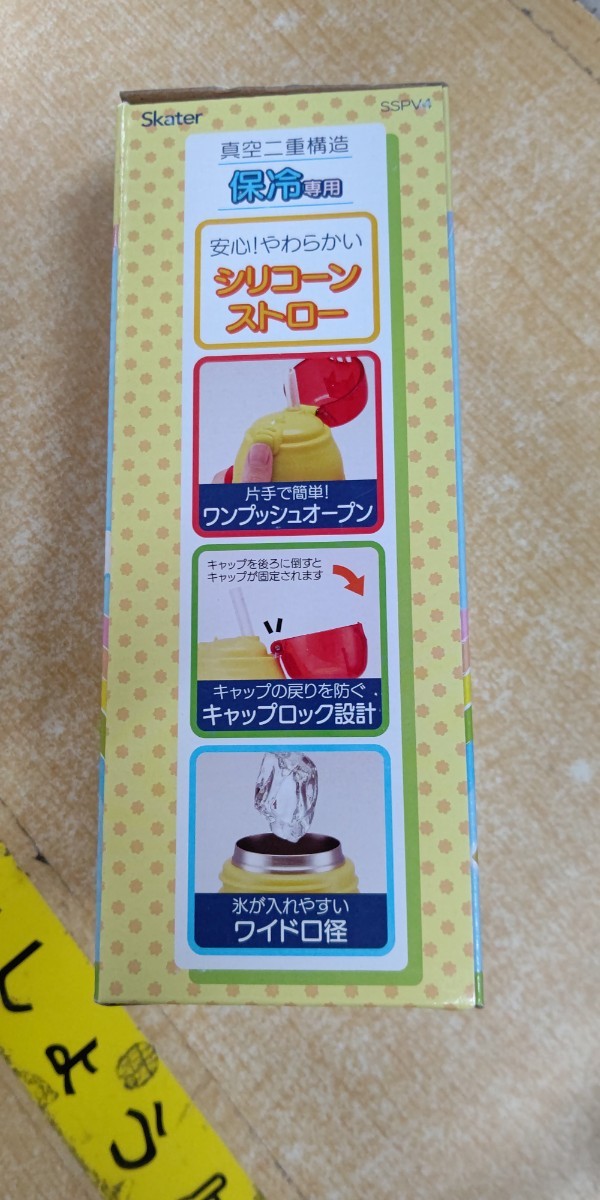 Skater
SSPV4
真空二重構造
保冷専用
安心!やわらかい
シリコーン
ストロー
片手で簡単!
ワンプッシュオープン
キャップを後ろに倒すと
キャップが固定されます
キャップの戻りを防ぐ
キャップロック設計
氷が入れやすい
ワイド口径
しょう